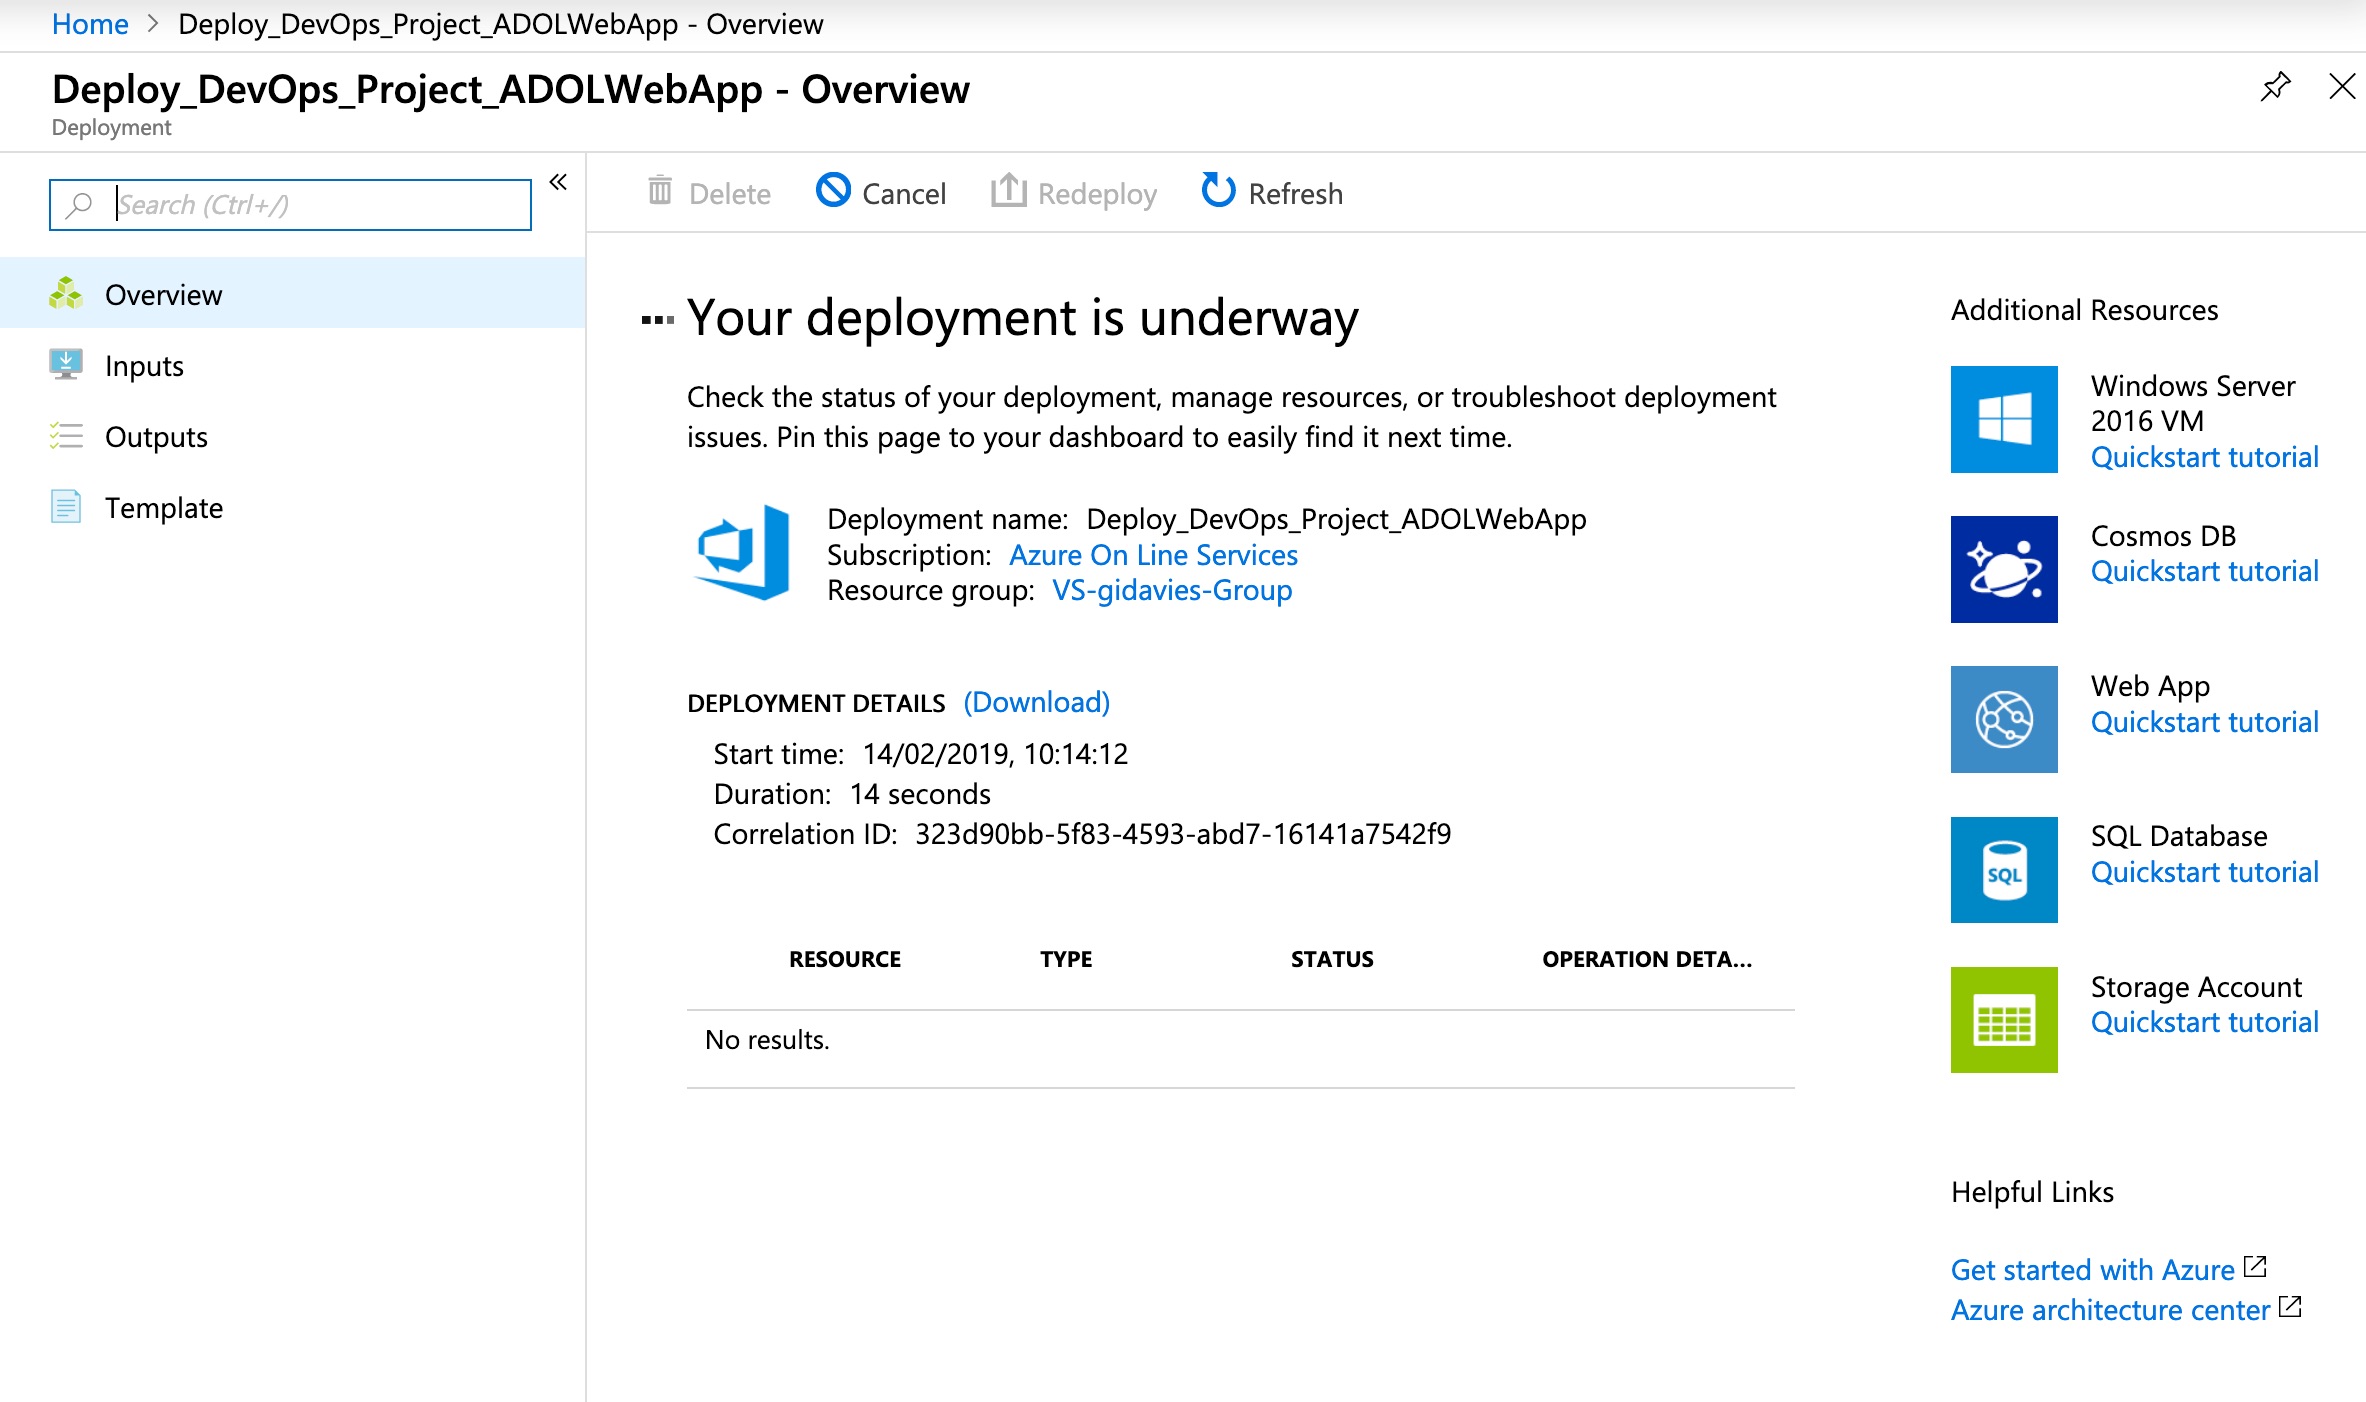 Home > Deploy_DevOps_Project_ADOLWebApp - Overview
Deploy_DevOps_Project_ADOLWebApp - Overview
Deployment
Search (Ctrl+/)
«
Overview
Inputs
Outputs
Template
Delete Cancel Redeploy Refresh
Your deployment is underway
Check the status of your deployment, manage resources, or troubleshoot deployment
issues. Pin this page to your dashboard to easily find it next time.
Deployment name: Deploy_DevOps_Project_ADOLWebApp
Subscription: Azure On Line Services
Resource group: VS-gidavies-Group
DEPLOYMENT DETAILS (Download)
Start time: 14/02/2019, 10:14:12
Duration: 14 seconds
Correlation ID: 323d90bb-5f83-4593-abd7-16141a7542f9
RESOURCE TYPE STATUS OPERATION DETA...
No results.
Additional Resources
Windows Server
2016 VM
Quickstart tutorial
Cosmos DB
Quickstart tutorial
Web App
Quickstart tutorial
SQL
SQL Database
Quickstart tutorial
Storage Account
Quickstart tutorial
Helpful Links
Get started with Azure
Azure architecture center